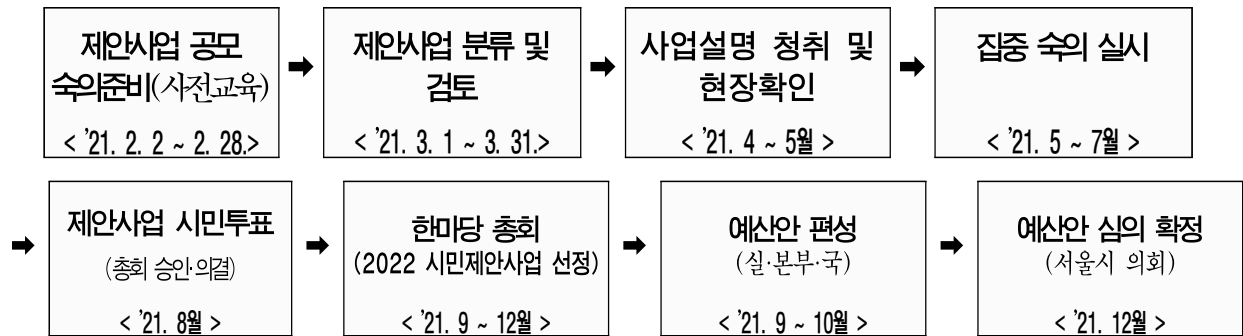 제안사업 공모
숙의준비(사전교육)
< '21. 2. 2 ~ 2. 28.>
➡
제안사업 분류 및
검토
< '21. 3. 1 ~ 3. 31.>
➡
사업설명 청취 및
현장확인
< '21. 4 ~ 5월 >
➡
집중 숙의 실시
< '21. 5 ~ 7월 >
➡
제안사업 시민투표
(총회 승인·의결)
< '21. 8월 >
➡
한마당 총회
(2022 시민제안사업 선정)
< '21. 9 ~ 12월 >
➡
예산안 편성
(실·본부·국)
< '21. 9 ~ 10월 >
➡
예산안 심의 확정
(서울시 의회)
< '21. 12월 >